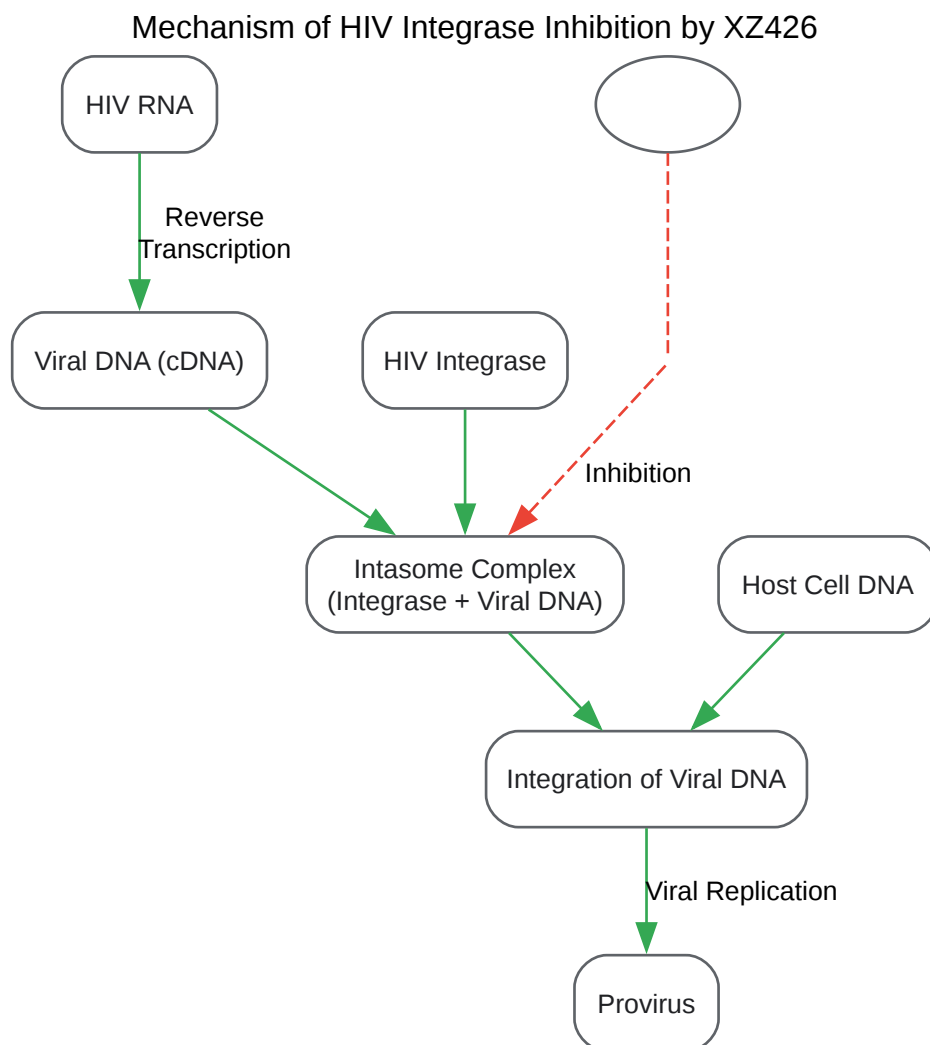 Mechanism of HIV Integrase Inhibition by XZ426
HIV RNA
Reverse
Transcription
Viral DNA (cDNA)
HIV Integrase
Inhibition
Intasome Complex
(Integrase + Viral DNA)
Host Cell DNA
Integration of Viral DNA
Viral Replication
Provirus